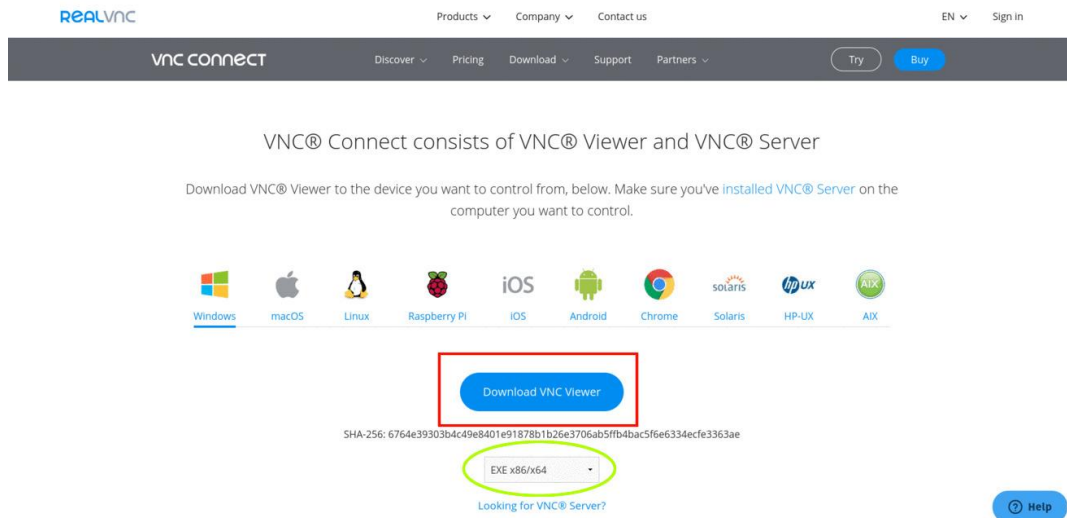 REALVNC
Products
Company
Contact us
EN
Sign in
VNC CONNECT
Discover
Pricing
Download
Support
Partners
Try
Buy
VNC® Connect consists of VNC® Viewer and VNC® Server
Download VNC® Viewer to the device you want to control from, below. Make sure you've installed VNC® Server on the
computer you want to control.
iOS
solaris
hp UX
AIX
Windows
macOS
Linux
Raspberry Pi
iOS
Android
Chrome
Solaris
HP-UX
AIX
Download VNC Viewer
SHA-256: 6764e39303b4c49e8401e91878b1b26e3706ab5ffb4bac5f6e6334ecfe3363ae
EXE x86/x64
Looking for VNC® Server?
Help